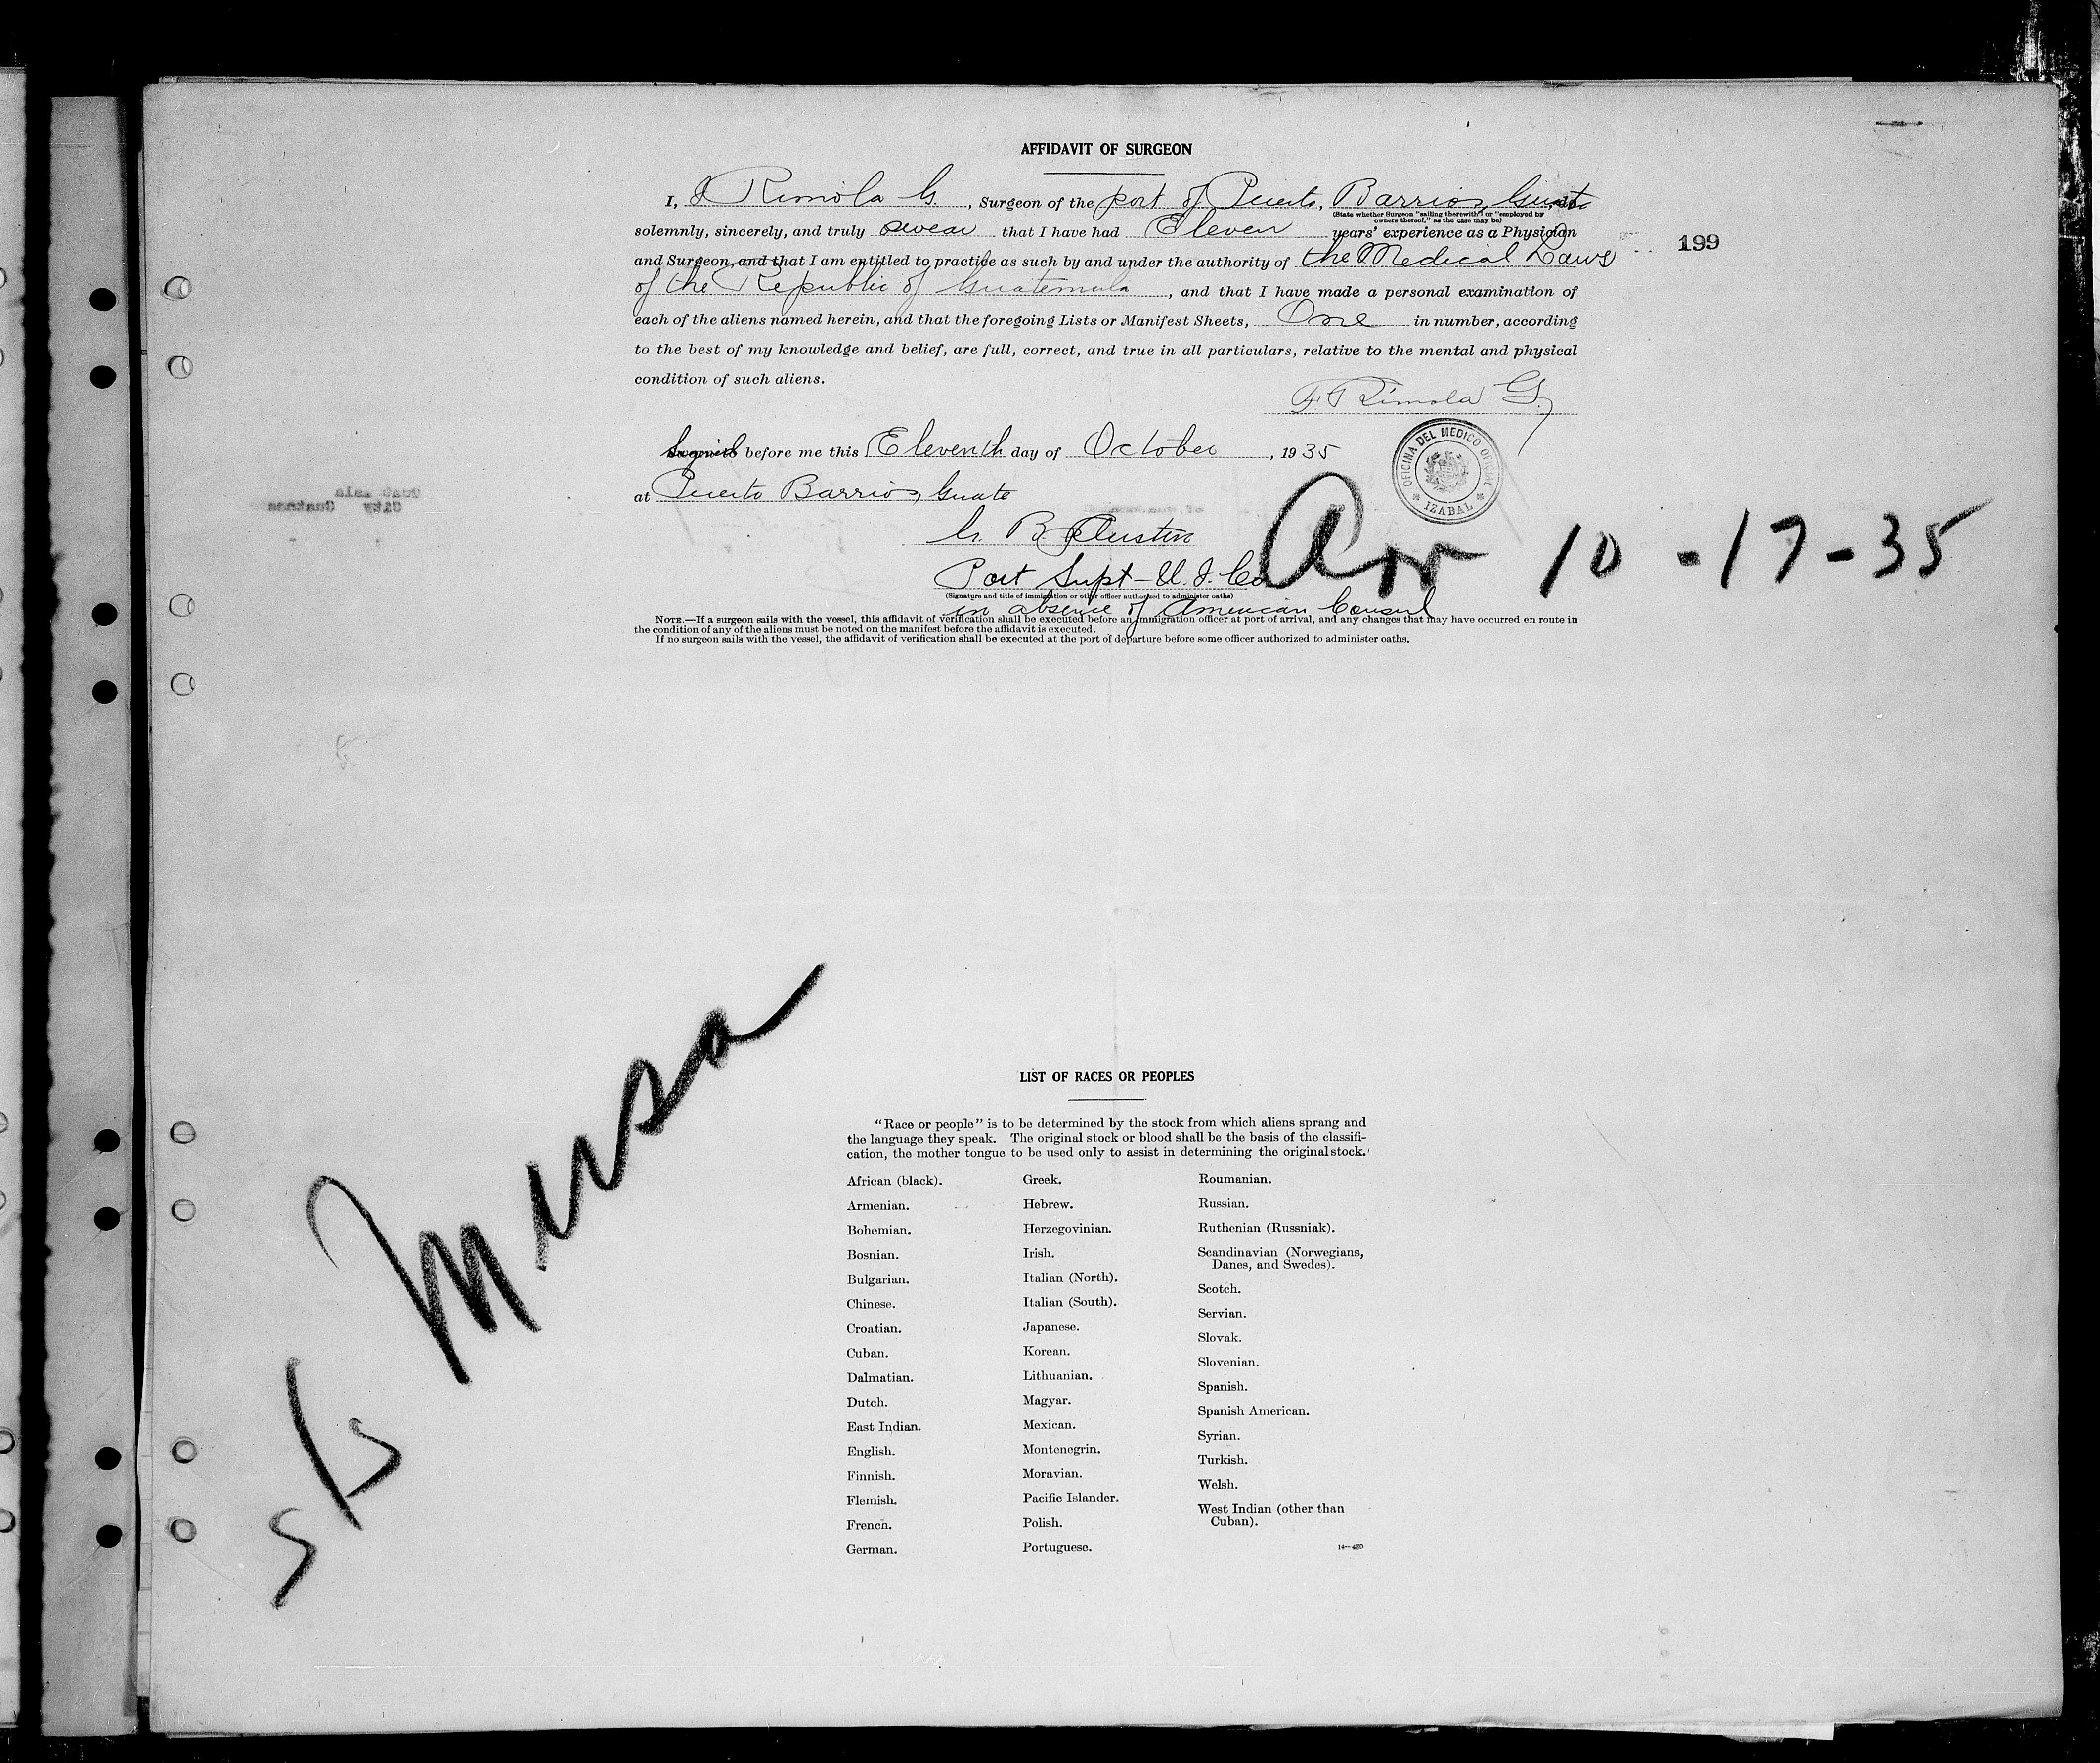 AFFIDAVIT OF SURGEON
I, J Rimola G. , Surgeon of the port of Puerto, Barrios, Guate
(State whether Surgeon "sailing therewith" or "employed by
owners thereof," as the case may be)
solemnly, sincerely, and truly swear that I have had Eleven years' experience as a Physician
and Surgeon, and that I am entitled to practice as such by and under the authority of the Medical Laws
of the Republic of Guatemala , and that I have made a personal examination of
each of the aliens named herein, and that the foregoing Lists or Manifest Sheets, One in number, according
to the best of my knowledge and belief, are full, correct, and true in all particulars, relative to the mental and physical
condition of such aliens.
199
Rimola G.
before me this Eleventh day of October , 1935
at Puerto Barrios, Guate
OFICINA DEL MEDICO OFICIAL
IZABAL
G. B. Austin
Port Supt - U. F. Co.
Arr 10-17-35
(Signature and title of immigration or other officer authorized to administer oaths)
in absence of American Consul
NOTE.—If a surgeon sails with the vessel, this affidavit of verification shall be executed before an immigration officer at port of arrival, and any changes that may have occurred en route in
the condition of any of the aliens must be noted on the manifest before the affidavit is executed.
If no surgeon sails with the vessel, the affidavit of verification shall be executed at the port of departure before some officer authorized to administer oaths.
s/s Musa
LIST OF RACES OR PEOPLES
"Race or people" is to be determined by the stock from which aliens sprang and
the language they speak. The original stock or blood shall be the basis of the classifi-
cation, the mother tongue to be used only to assist in determining the original stock.
African (black).
Armenian.
Bohemian.
Bosnian.
Bulgarian.
Chinese.
Croatian.
Cuban.
Dalmatian.
Dutch.
East Indian.
English.
Finnish.
Flemish.
French.
German.
Greek.
Hebrew.
Herzegovinian.
Irish.
Italian (North).
Italian (South).
Japanese.
Korean.
Lithuanian.
Magyar.
Mexican.
Montenegrin.
Moravian.
Pacific Islander.
Polish.
Portuguese.
Roumanian.
Russian.
Ruthenian (Russniak).
Scandinavian (Norwegians,
Danes, and Swedes).
Scotch.
Servian.
Slovak.
Slovenian.
Spanish.
Spanish American.
Syrian.
Turkish.
Welsh.
West Indian (other than
Cuban).
14—420